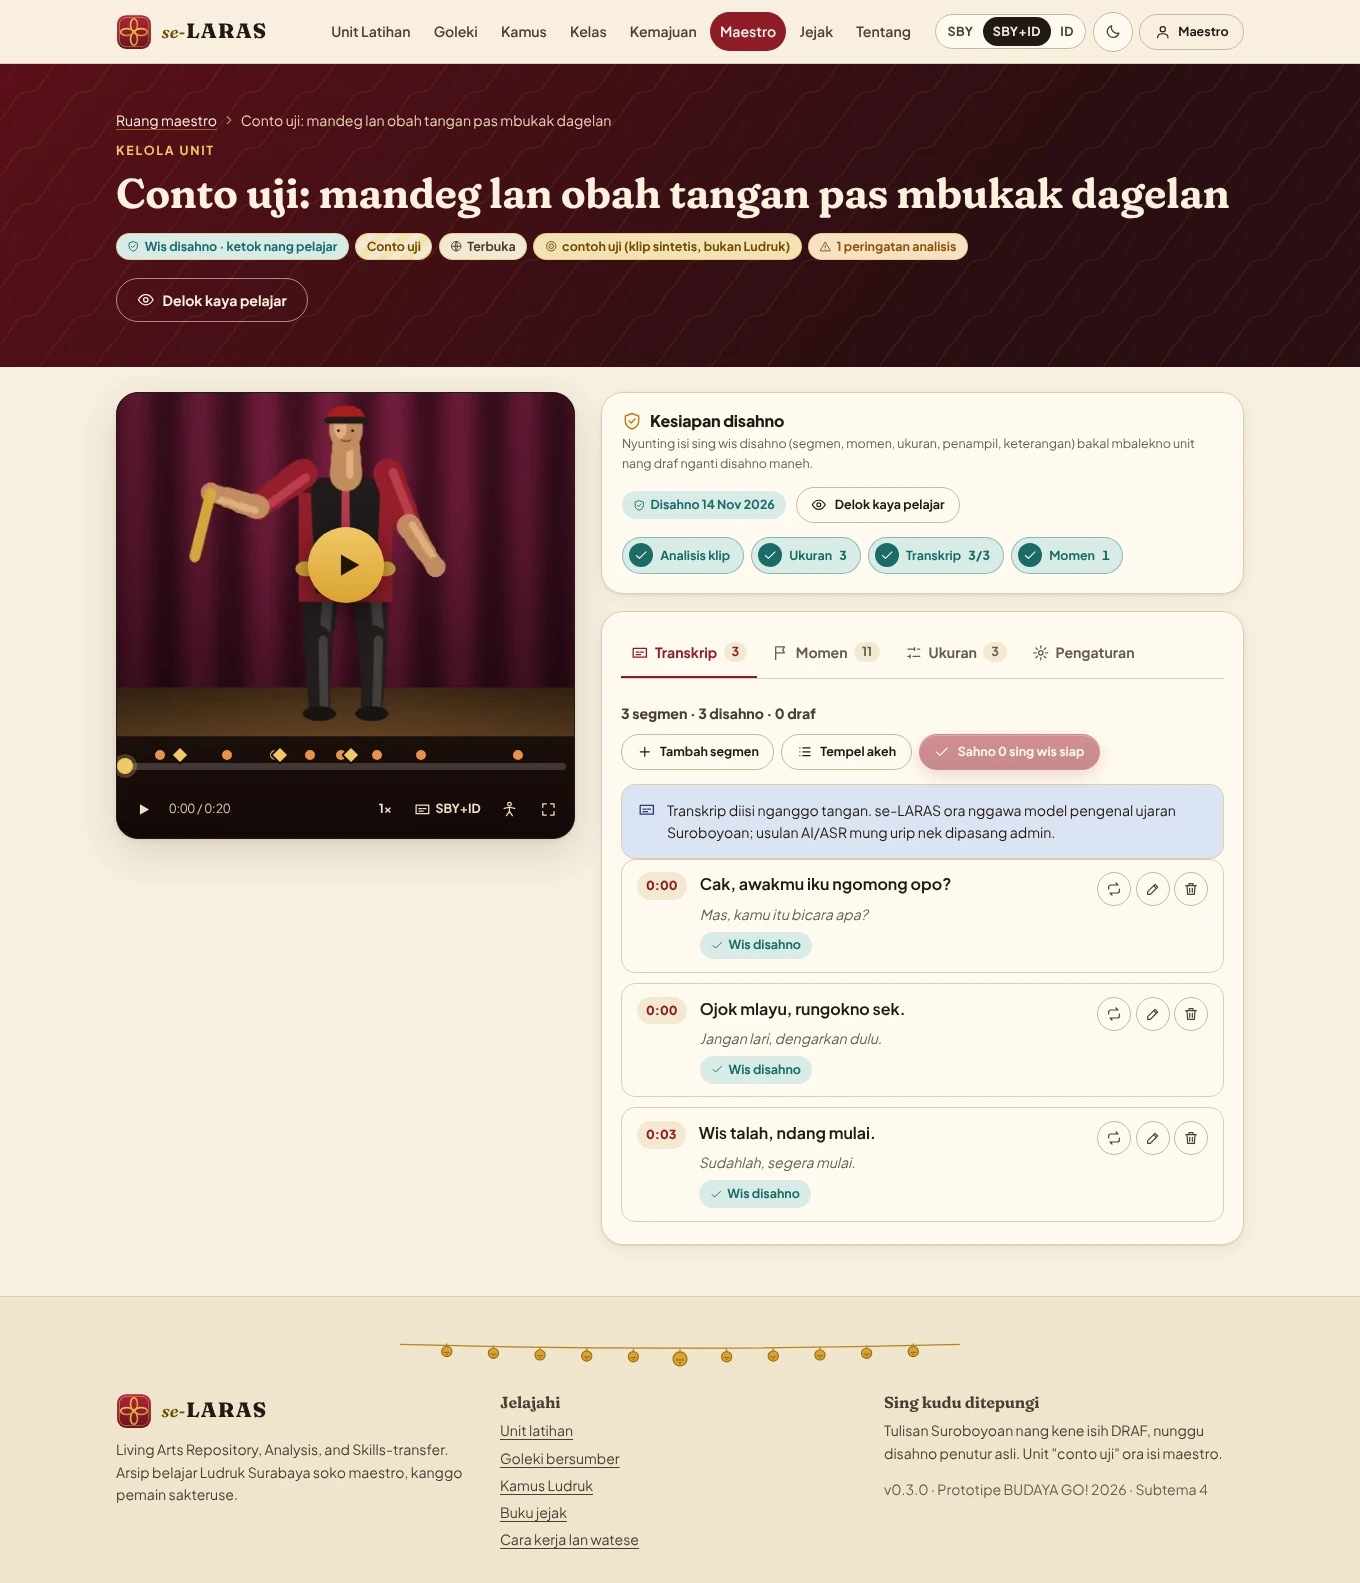 se-LARAS
Unit Latihan
Goleki
Kamus
Kelas
Kemajuan
Maestro
Jejak
Tentang
SBY
SBY+ID
ID
Maestro
Ruang maestro > Conto uji: mandeg lan obah tangan pas mbukak dagelan
KELOLA UNIT
Conto uji: mandeg lan obah tangan pas mbukak dagelan
Wis disahno · ketok nang pelajar
Conto uji
Terbuka
contoh uji (klip sintetis, bukan Ludruk)
1 peringatan analisis
Delok kaya pelajar
0:00 / 0:20
1×
SBY+ID
Kesiapan disahno
Nyunting isi sing wis disahno (segmen, momen, ukuran, penampil, keterangan) bakal mbalekno unit
nang draf nganti disahno maneh.
Disahno 14 Nov 2026
Delok kaya pelajar
Analisis klip
Ukuran 3
Transkrip 3/3
Momen 1
Transkrip 3
Momen 11
Ukuran 3
Pengaturan
3 segmen · 3 disahno · 0 draf
Tambah segmen
Tempel akeh
Sahno 0 sing wis siap
Transkrip diisi nganggo tangan. se-LARAS ora nggawa model pengenal ujaran
Suroboyoan; usulan AI/ASR mung urip nek dipasang admin.
0:00
Cak, awakmu iku ngomong opo?
Mas, kamu itu bicara apa?
Wis disahno
0:00
Ojok mlayu, rungokno sek.
Jangan lari, dengarkan dulu.
Wis disahno
0:03
Wis talah, ndang mulai.
Sudahlah, segera mulai.
Wis disahno
se-LARAS
Living Arts Repository, Analysis, and Skills-transfer.
Arsip belajar Ludruk Surabaya soko maestro, kanggo
pemain sakteruse.
Jelajahi
Unit latihan
Goleki bersumber
Kamus Ludruk
Buku jejak
Cara kerja lan watese
Sing kudu ditepungi
Tulisan Suroboyoan nang kene isih DRAF, nunggu
disahno penutur asli. Unit "conto uji" ora isi maestro.
v0.3.0 · Prototipe BUDAYA GO! 2026 · Subtema 4